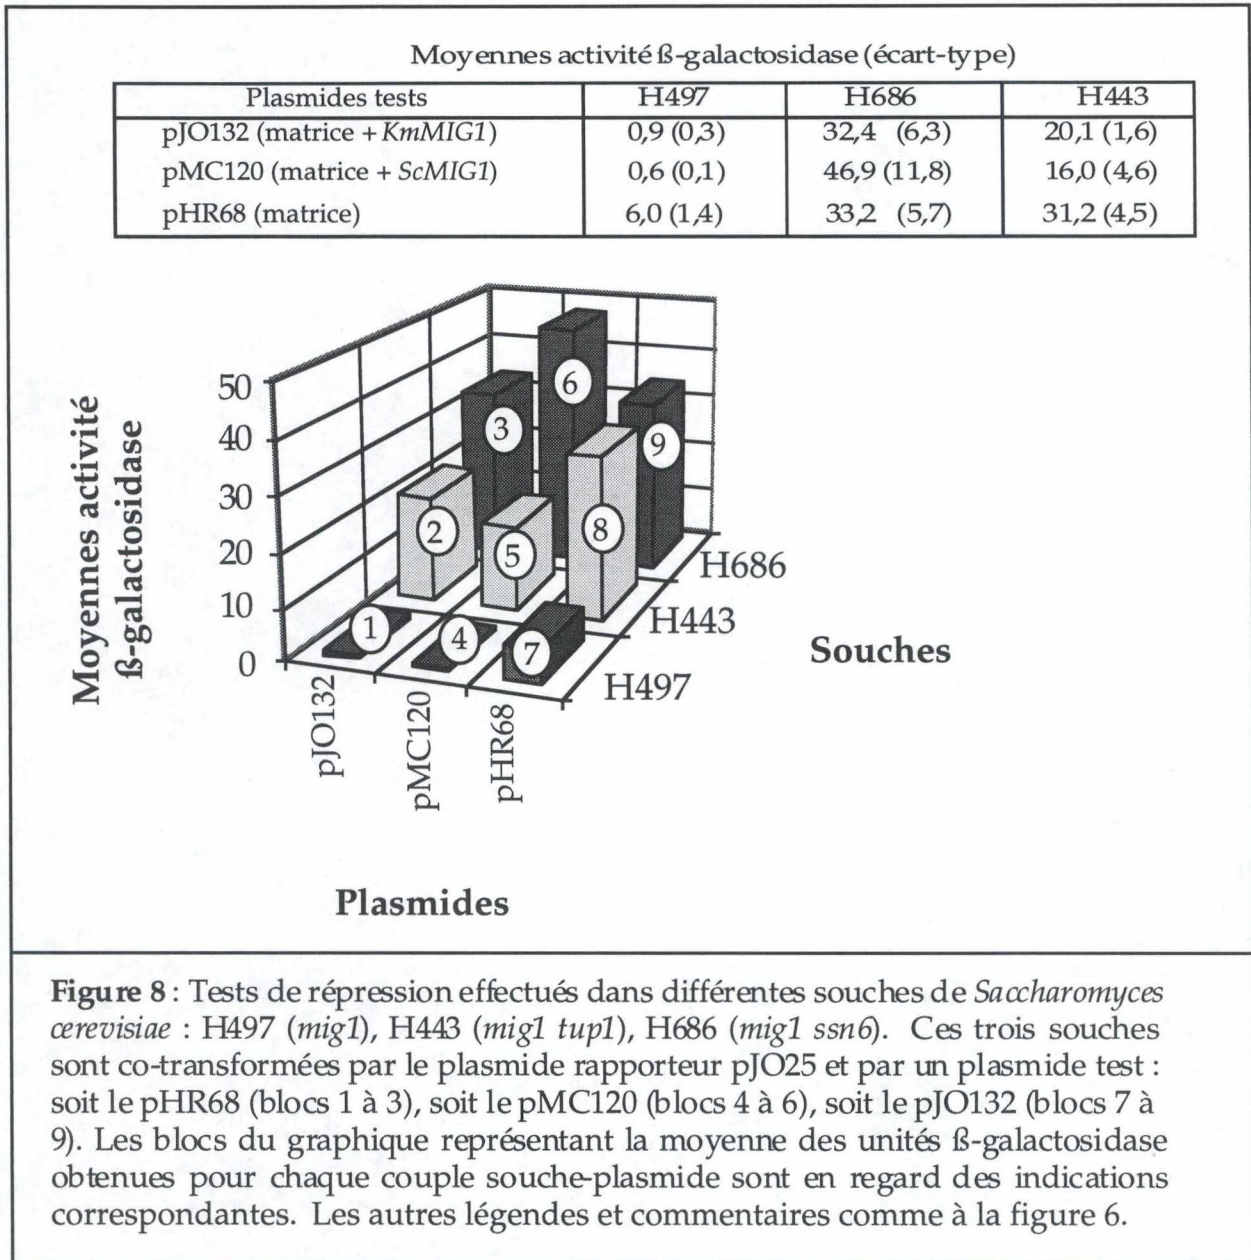 Moyennes activité ß-galactosidase (écart-type)
Plasmides tests H497 H686 H443
pJO132 (matrice + KmMIG1) 0,9 (0,3) 32,4 (6,3) 20,1 (1,6)
pMC120 (matrice + ScMIG1) 0,6 (0,1) 46,9 (11,8) 16,0 (4,6)
pHR68 (matrice) 6,0 (1,4) 33,2 (5,7) 31,2 (4,5)
Moyennes activité
ß-galactosidase
50
40
30
20
10
0
6
3
9
2
5
8
1
4
7
H686
H443
H497
Souches
pJO132
pMC120
pHR68
Plasmides
Figure 8 : Tests de répression effectués dans différentes souches de Saccharomyces
cerevisiae : H497 (mig1), H443 (mig1 tup1), H686 (mig1 ssn6). Ces trois souches
sont co-transformées par le plasmide rapporteur pJO25 et par un plasmide test :
soit le pHR68 (blocs 1 à 3), soit le pMC120 (blocs 4 à 6), soit le pJO132 (blocs 7 à
9). Les blocs du graphique représentant la moyenne des unités ß-galactosidase
obtenues pour chaque couple souche-plasmide sont en regard des indications
correspondantes. Les autres légendes et commentaires comme à la figure 6.